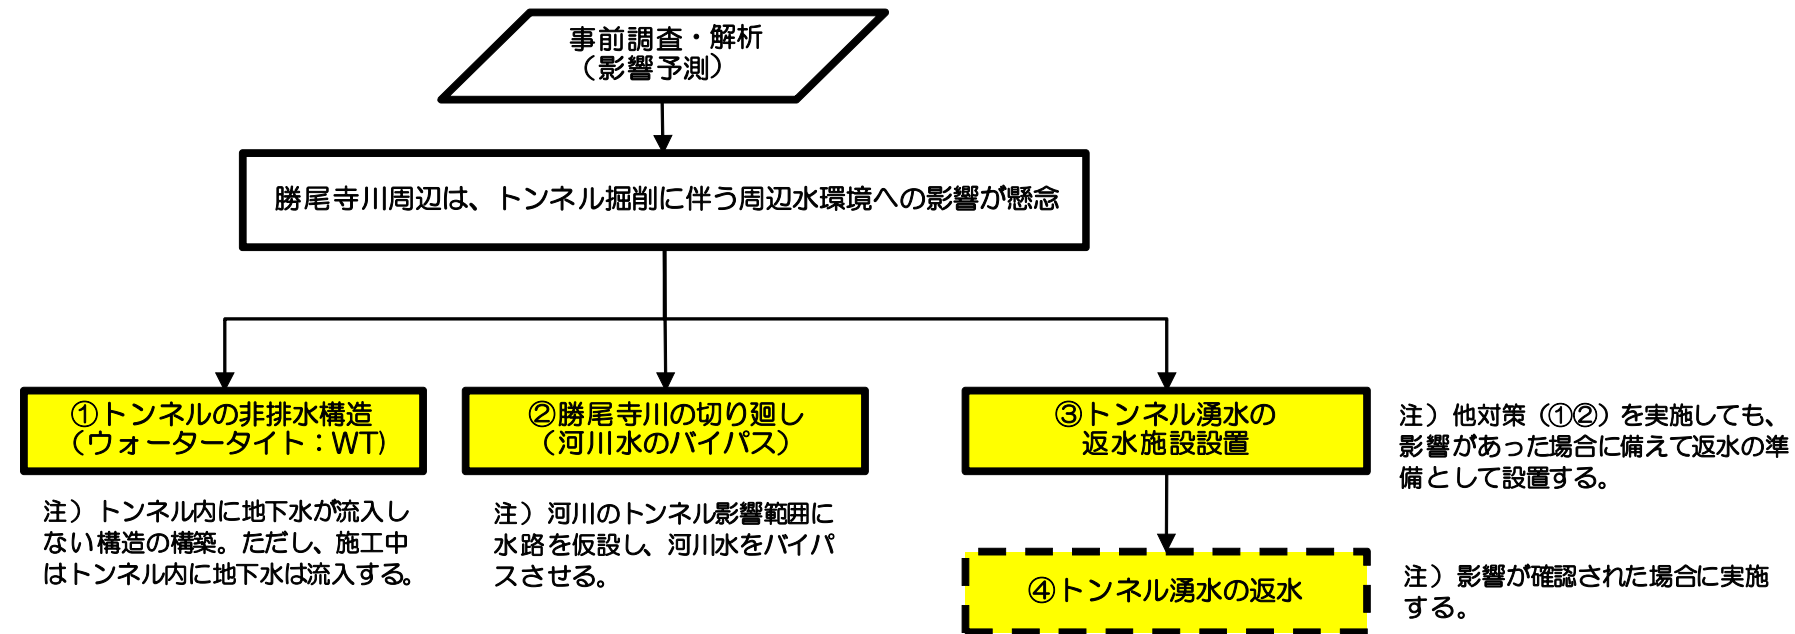 事前調査・解析
（影響予測）
勝尾寺川周辺は、トンネル掘削に伴う周辺水環境への影響が懸念
①トンネルの非排水構造
（ウォータータイト：WT)
②勝尾寺川の切り廻し
（河川水のバイパス）
③トンネル湧水の
返水施設設置
注）他対策（①②）を実施しても、
影響があった場合に備えて返水の準
備として設置する。
注）トンネル内に地下水が流入し
ない構造の構築。ただし、施工中
はトンネル内に地下水は流入する。
注）河川のトンネル影響範囲に
水路を仮設し、河川水をバイパ
スさせる。
④トンネル湧水の返水
注）影響が確認された場合に実施
する。